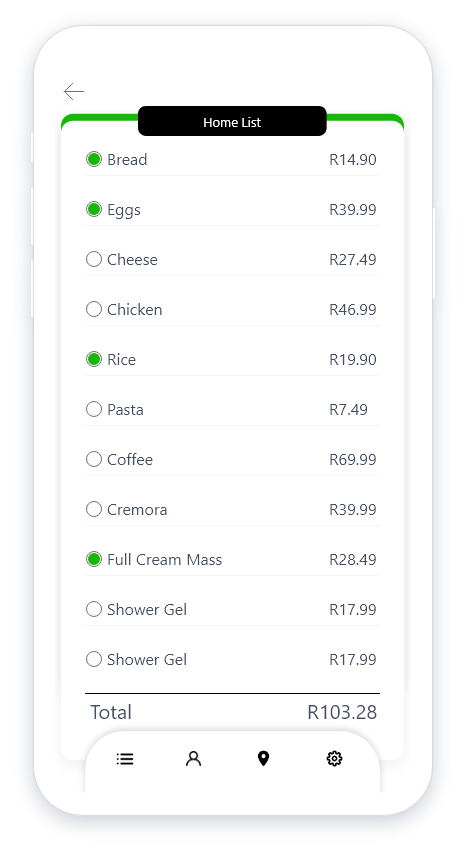 Home List
Bread R14.90
Eggs R39.99
Cheese R27.49
Chicken R46.99
Rice R19.90
Pasta R7.49
Coffee R69.99
Cremora R39.99
Full Cream Mass R28.49
Shower Gel R17.99
Shower Gel R17.99
Total R103.28